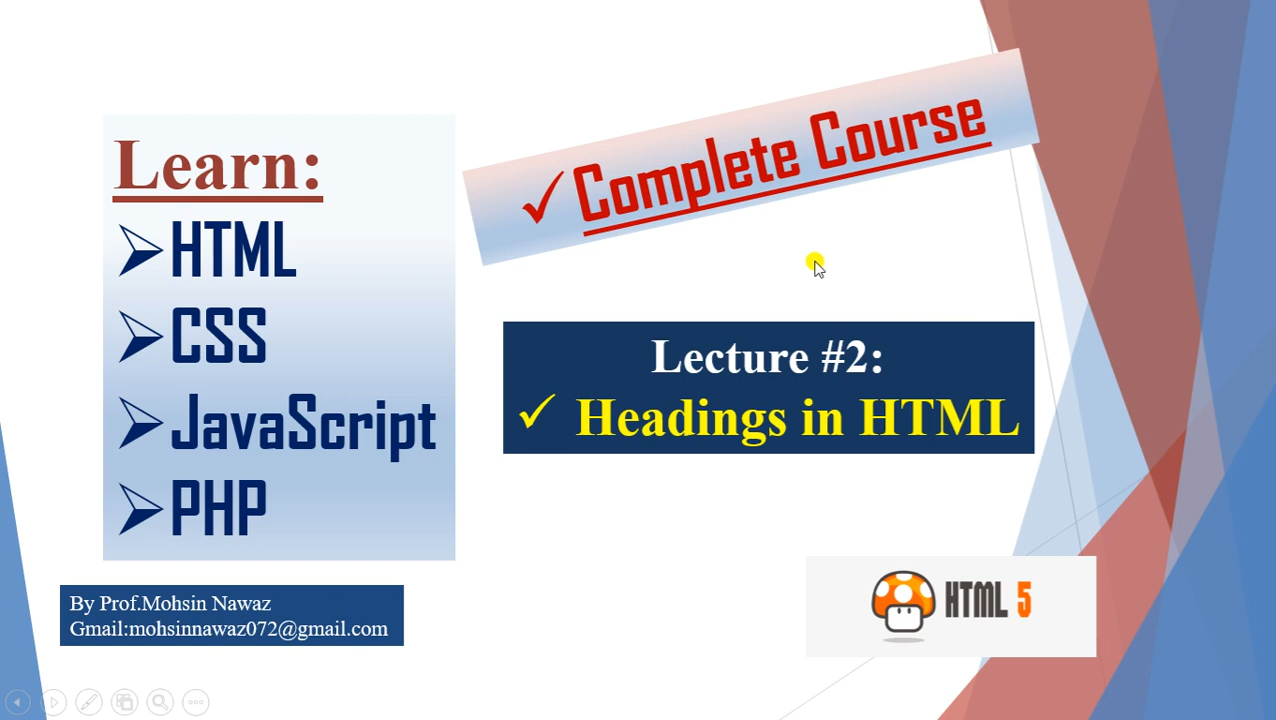 Learn:
HTML
CSS
JavaScript
PHP
Complete Course
Lecture #2:
Headings in HTML
By Prof.Mohsin Nawaz
Gmail:mohsinnawaz072@gmail.com
HTML 5